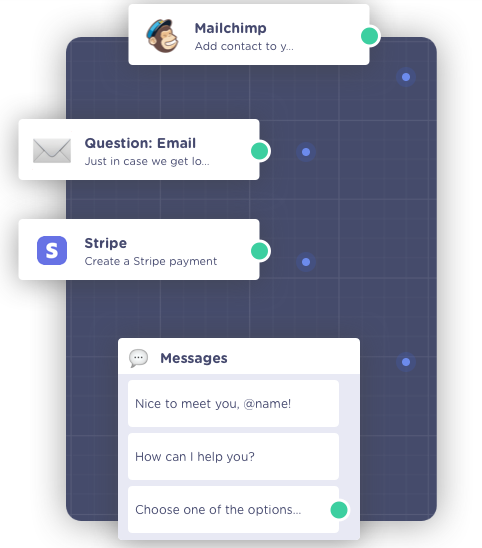 Mailchimp
Add contact to y...
Question: Email
Just in case we get lo...
S
Stripe
Create a Stripe payment
Messages
Nice to meet you, @name!
How can I help you?
Choose one of the options...